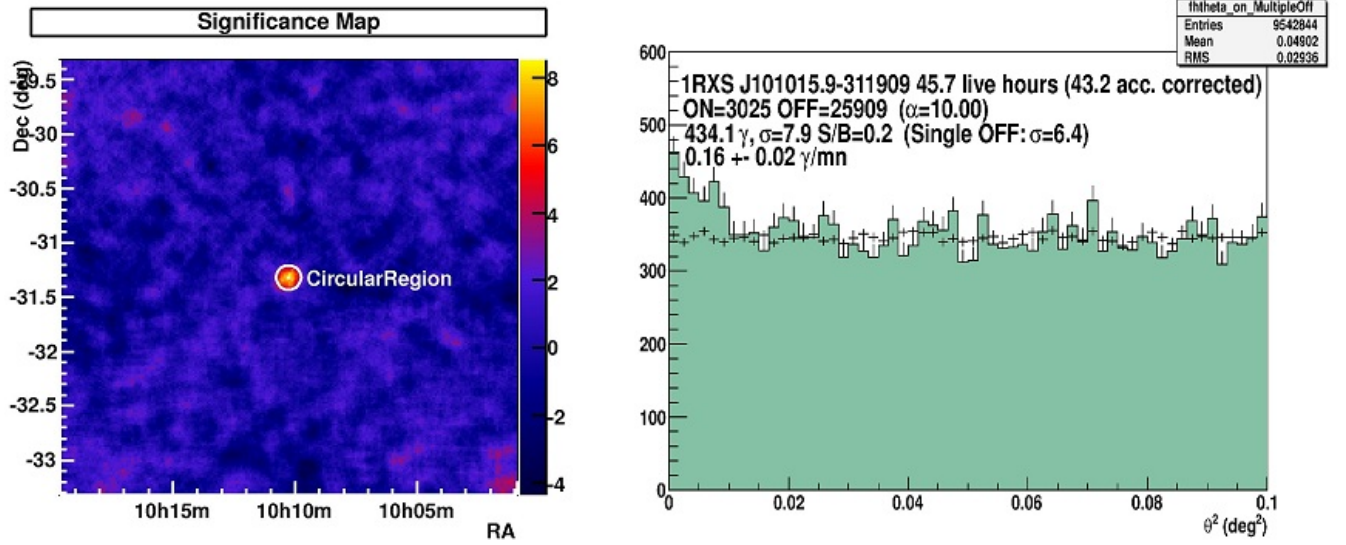 Significance Map
Dec (deg)
-29.5
-30
-30.5
-31
-31.5
-32
-32.5
-33
CircularRegion
10h15m
10h10m
10h05m
RA
8
6
4
2
0
-2
-4
fhtheta_on_MultipleOff
Entries 9542844
Mean 0.04902
RMS 0.02936
1RXS J101015.9-311909 45.7 live hours (43.2 acc. corrected)
ON=3025 OFF=25909 (α=10.00)
434.1 γ, σ=7.9 S/B=0.2 (Single OFF: σ=6.4)
0.16 +- 0.02 γ/mn
600
500
400
300
200
100
0
0
0.02
0.04
0.06
0.08
0.1
θ² (deg²)